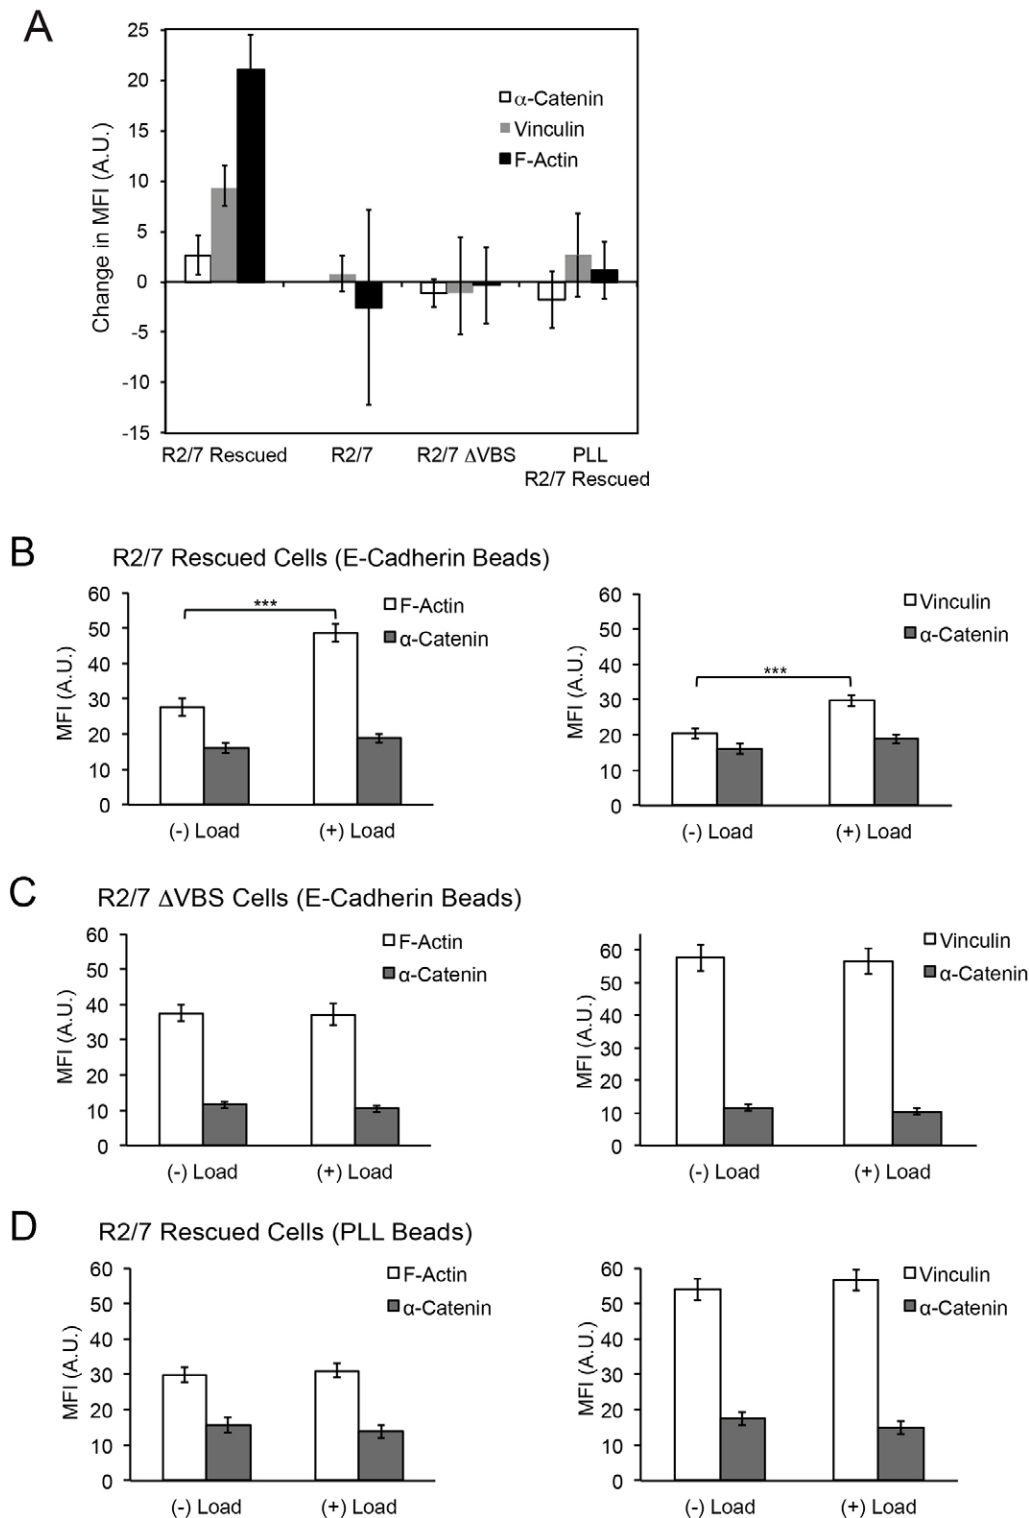 A
25
20
15
10
5
0
-5
-10
-15
Change in MFI (A.U.)
α-Catenin
Vinculin
F-Actin
R2/7 Rescued
R2/7
R2/7 ΔVBS
PLL
R2/7 Rescued
B
R2/7 Rescued Cells (E-Cadherin Beads)
60
50
40
30
20
10
0
MFI (A.U.)
***
F-Actin
α-Catenin
(-) Load
(+) Load
60
50
40
30
20
10
0
MFI (A.U.)
***
Vinculin
α-Catenin
(-) Load
(+) Load
C
R2/7 ΔVBS Cells (E-Cadherin Beads)
60
50
40
30
20
10
0
MFI (A.U.)
F-Actin
α-Catenin
(-) Load
(+) Load
60
50
40
30
20
10
0
MFI (A.U.)
Vinculin
α-Catenin
(-) Load
(+) Load
D
R2/7 Rescued Cells (PLL Beads)
60
50
40
30
20
10
0
MFI (A.U.)
F-Actin
α-Catenin
(-) Load
(+) Load
60
50
40
30
20
10
0
MFI (A.U.)
Vinculin
α-Catenin
(-) Load
(+) Load